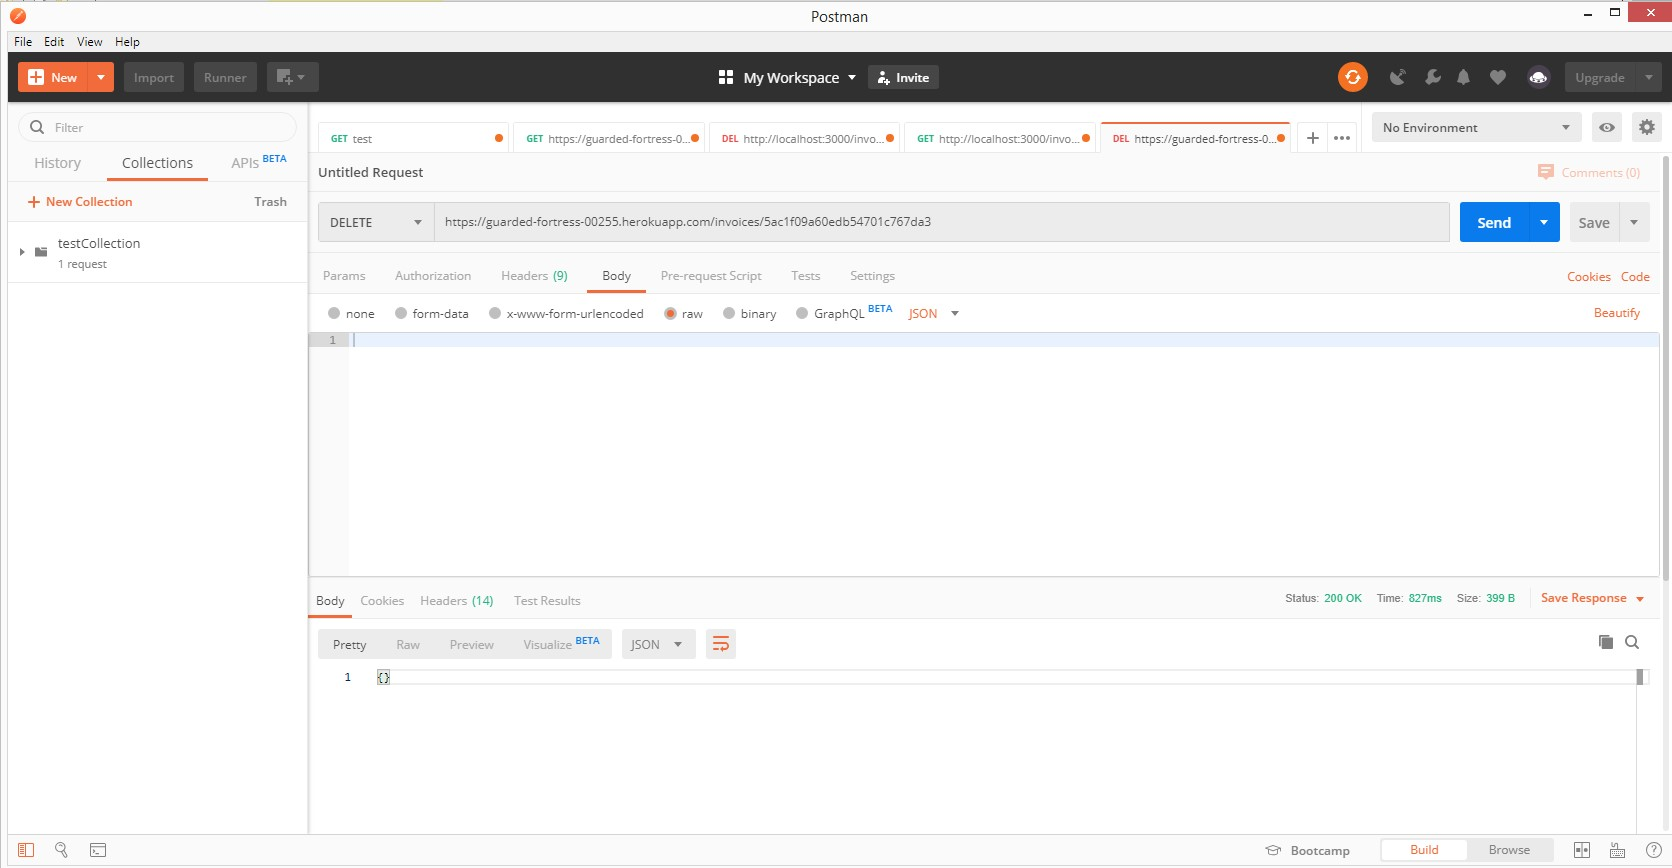 Postman
File Edit View Help
New Import Runner My Workspace Invite Upgrade
Filter
History Collections APIs BETA
New Collection Trash
testCollection
1 request
GET test GET https://guarded-fortress-0... DEL http://localhost:3000/invo... GET http://localhost:3000/invo... DEL https://guarded-fortress-0... No Environment
Untitled Request Comments (0)
DELETE https://guarded-fortress-00255.herokuapp.com/invoices/5ac1f09a60edb54701c767da3 Send Save
Params Authorization Headers (9) Body Pre-request Script Tests Settings Cookies Code
none form-data x-www-form-urlencoded raw binary GraphQL BETA JSON Beautify
1
Body Cookies Headers (14) Test Results Status: 200 OK Time: 827ms Size: 399 B Save Response
Pretty Raw Preview Visualize BETA JSON
1 {}
Bootcamp Build Browse